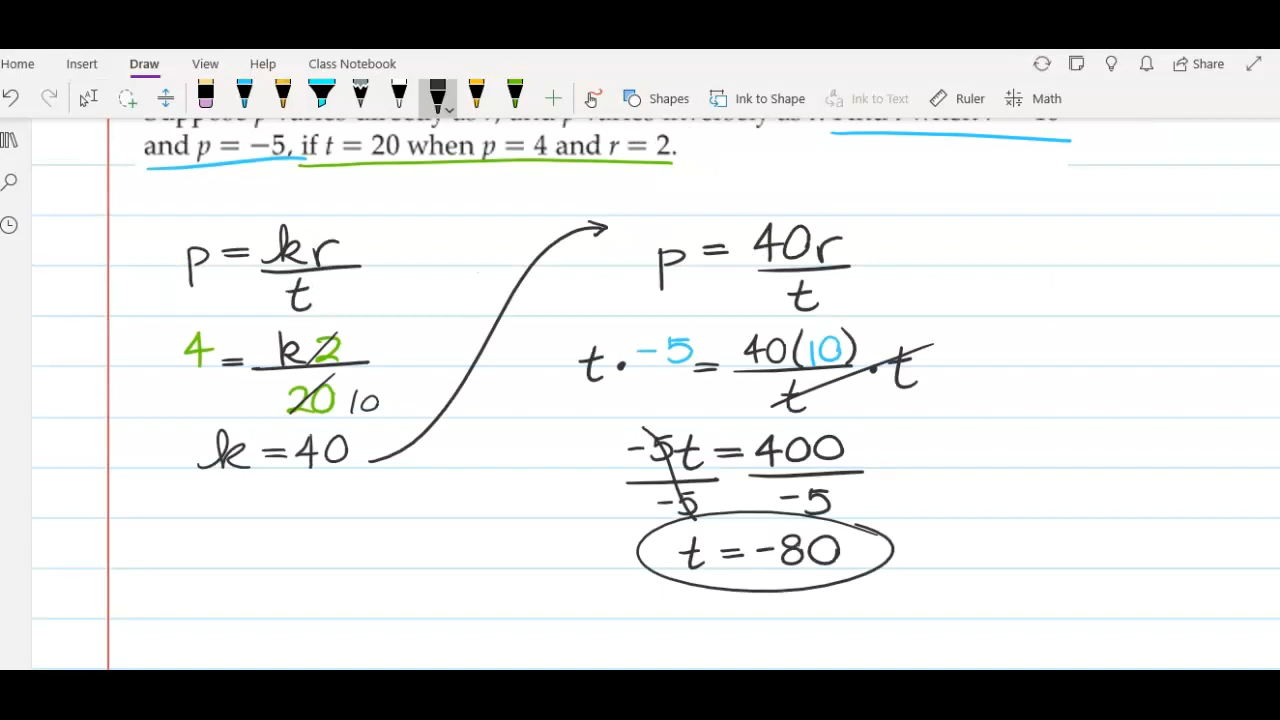 Home Insert Draw View Help Class Notebook Share
Shapes Ink to Shape Ink to Text Ruler Math
and p = −5, if t = 20 when p = 4 and r = 2.
p = kr/t
p = 40r/t
4 = k2/20 10
t · -5 = 40(10)/t · t
k = 40
-5t/-5 = 400/-5
t = -80